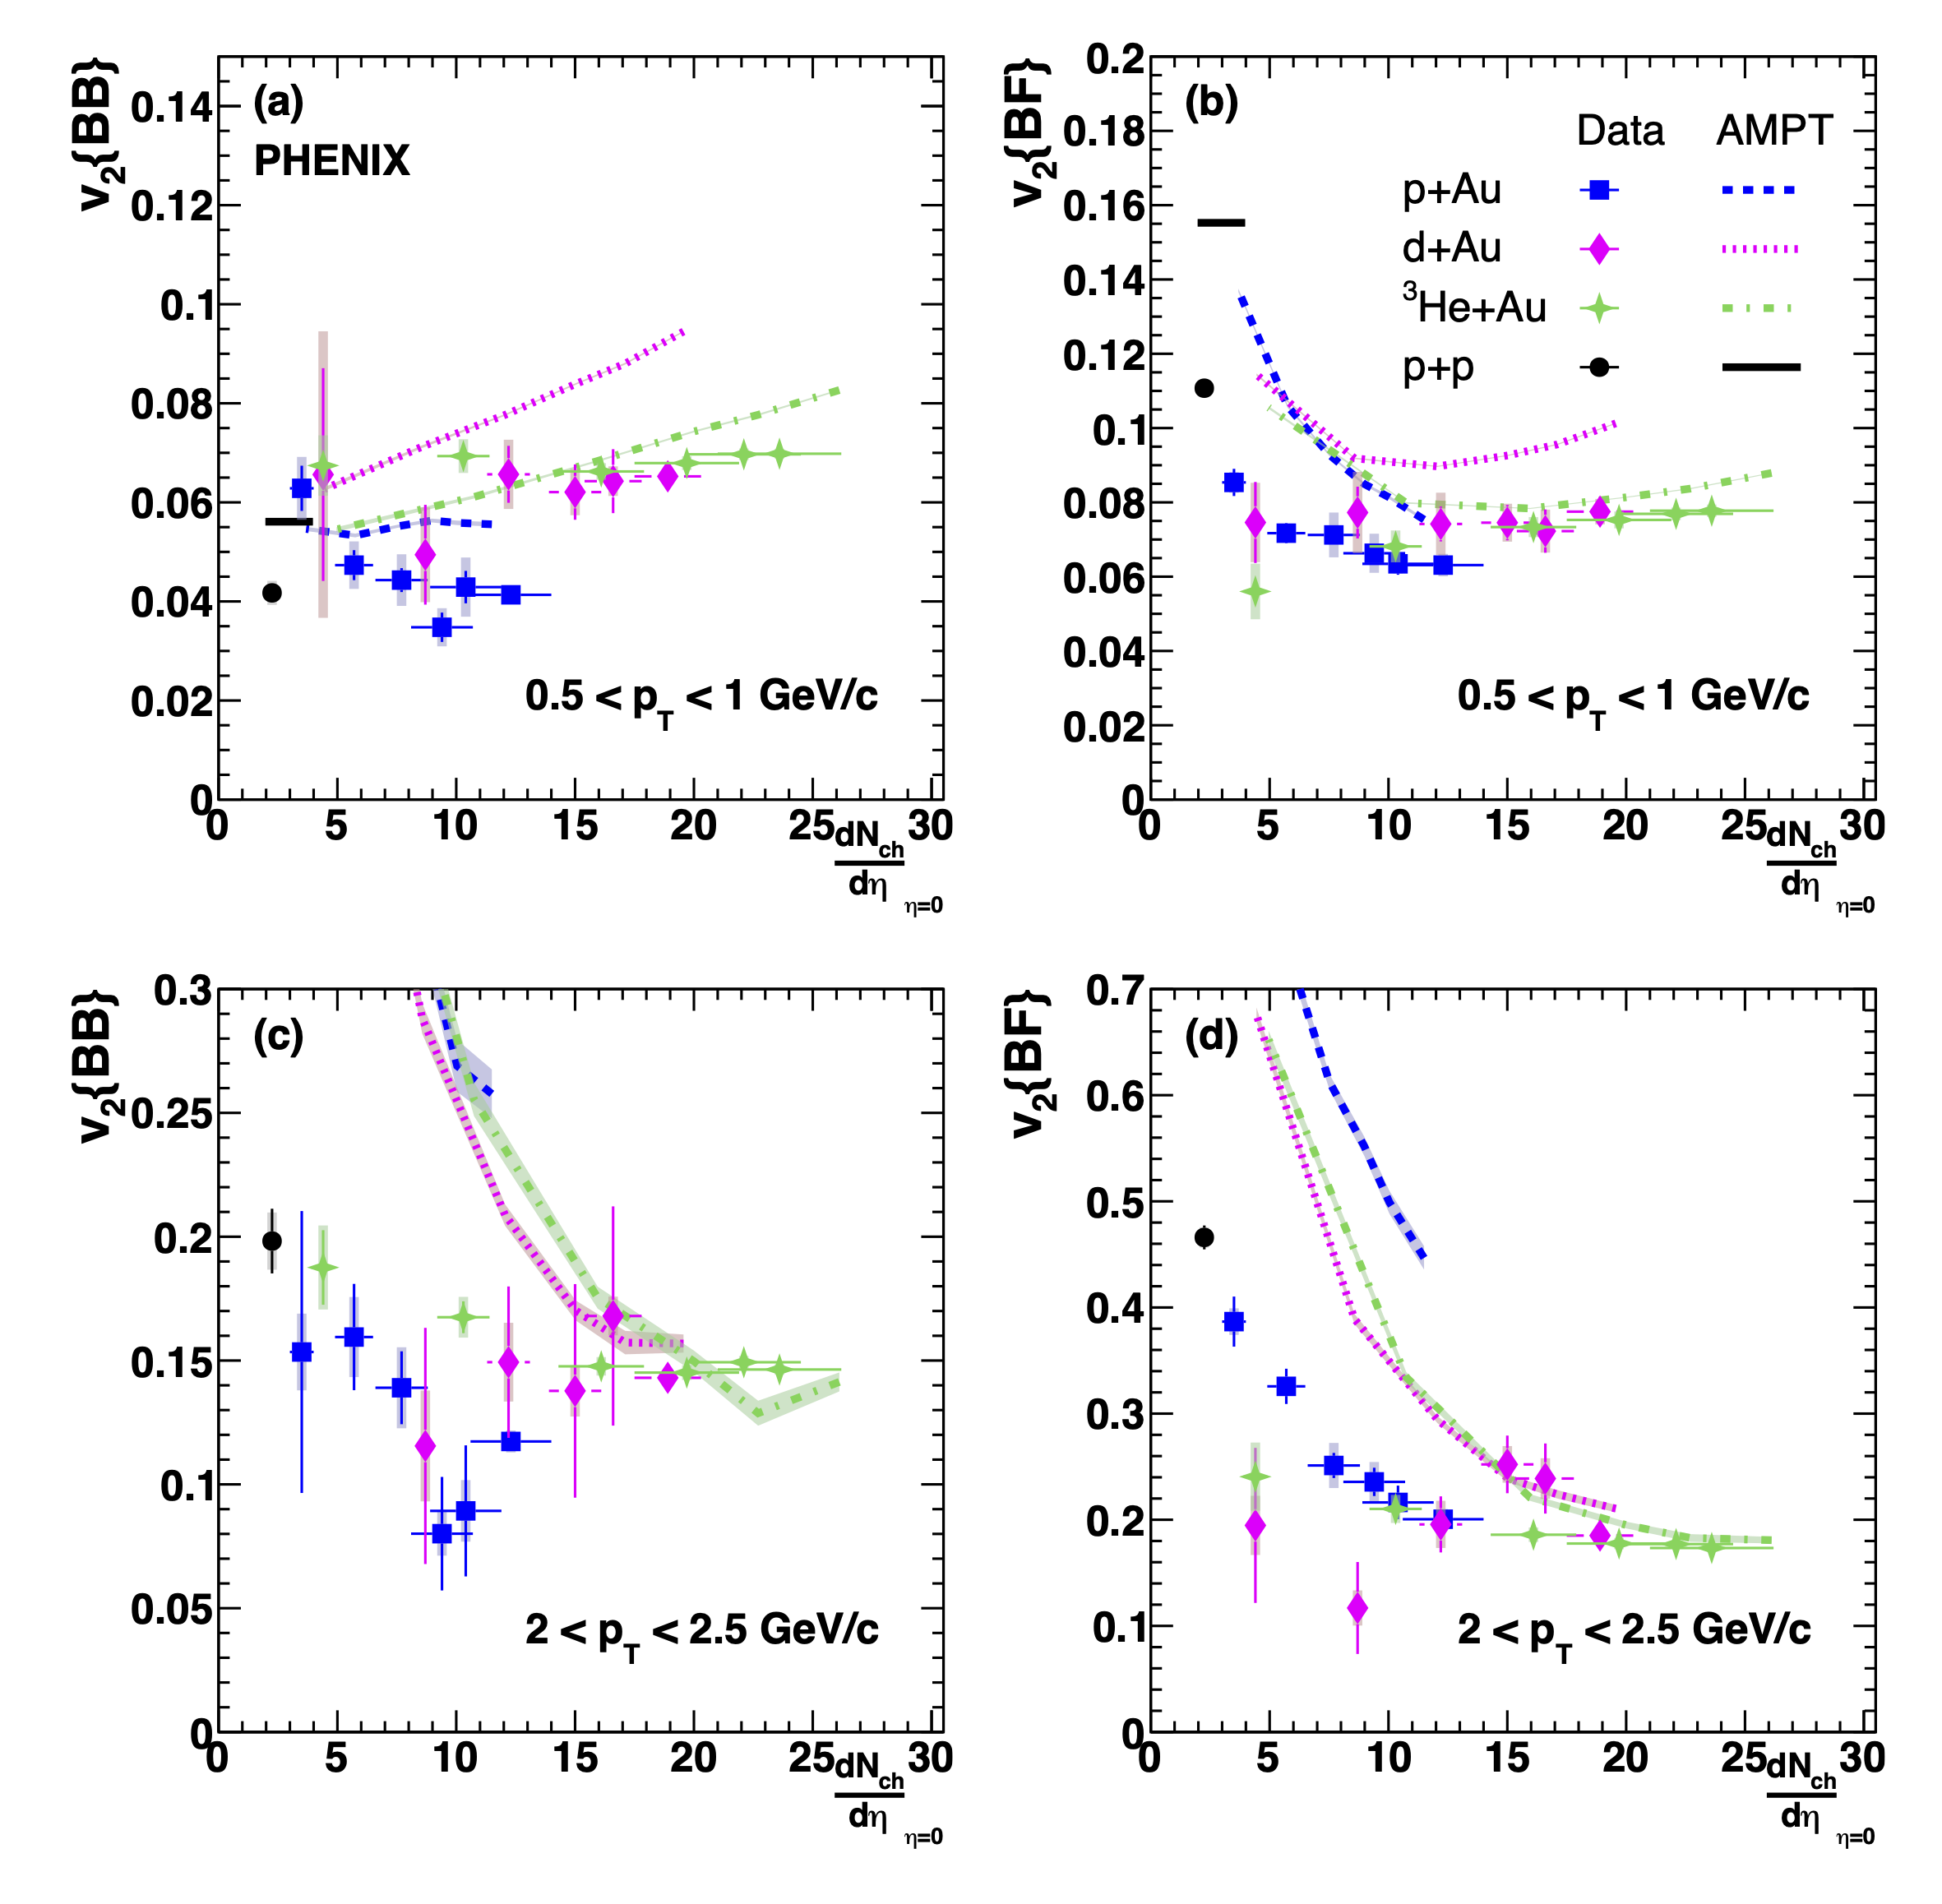 v2{BB}
(a)
PHENIX
0.14
0.12
0.1
0.08
0.06
0.04
0.02
0
0.5 < pT < 1 GeV/c
0 5 10 15 20 25 30
dNch
dη η=0
v2{BF}
(b)
Data AMPT
p+Au
d+Au
3He+Au
p+p
0.2
0.18
0.16
0.14
0.12
0.1
0.08
0.06
0.04
0.02
0
0.5 < pT < 1 GeV/c
0 5 10 15 20 25 30
dNch
dη η=0
v2{BB}
(c)
0.3
0.25
0.2
0.15
0.1
0.05
0
2 < pT < 2.5 GeV/c
0 5 10 15 20 25 30
dNch
dη η=0
v2{BF}
(d)
0.7
0.6
0.5
0.4
0.3
0.2
0.1
0
2 < pT < 2.5 GeV/c
0 5 10 15 20 25 30
dNch
dη η=0